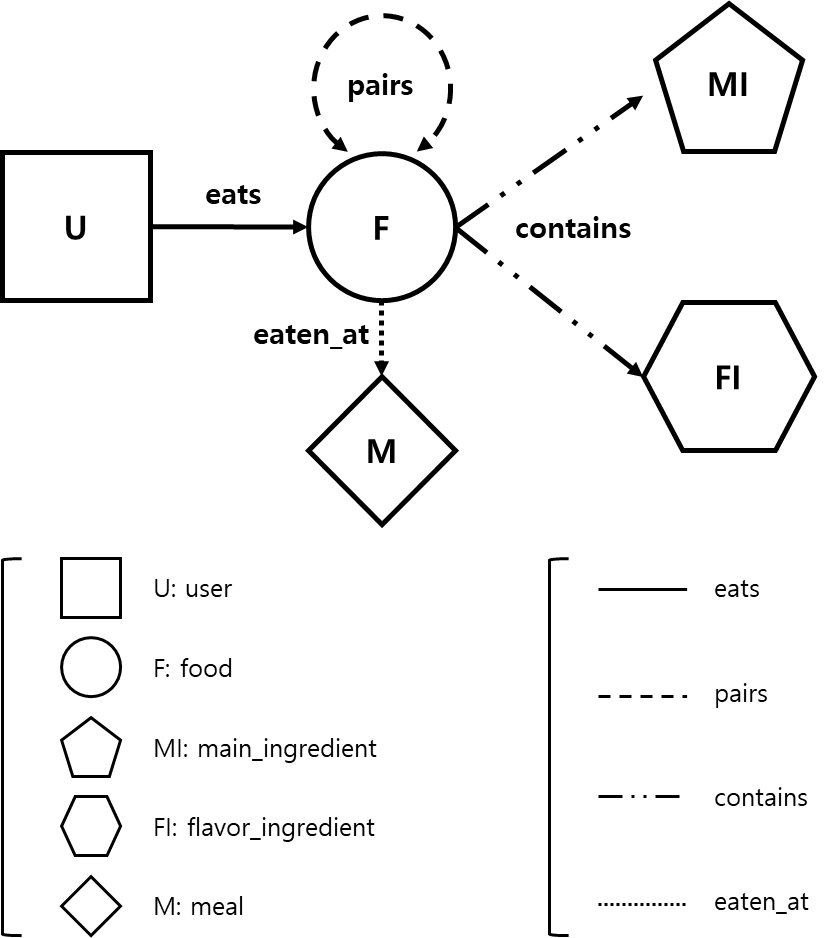 pairs
MI
eats
U
F
contains
eaten_at
FI
M
U: user
F: food
MI: main_ingredient
FI: flavor_ingredient
M: meal
eats
pairs
contains
eaten_at